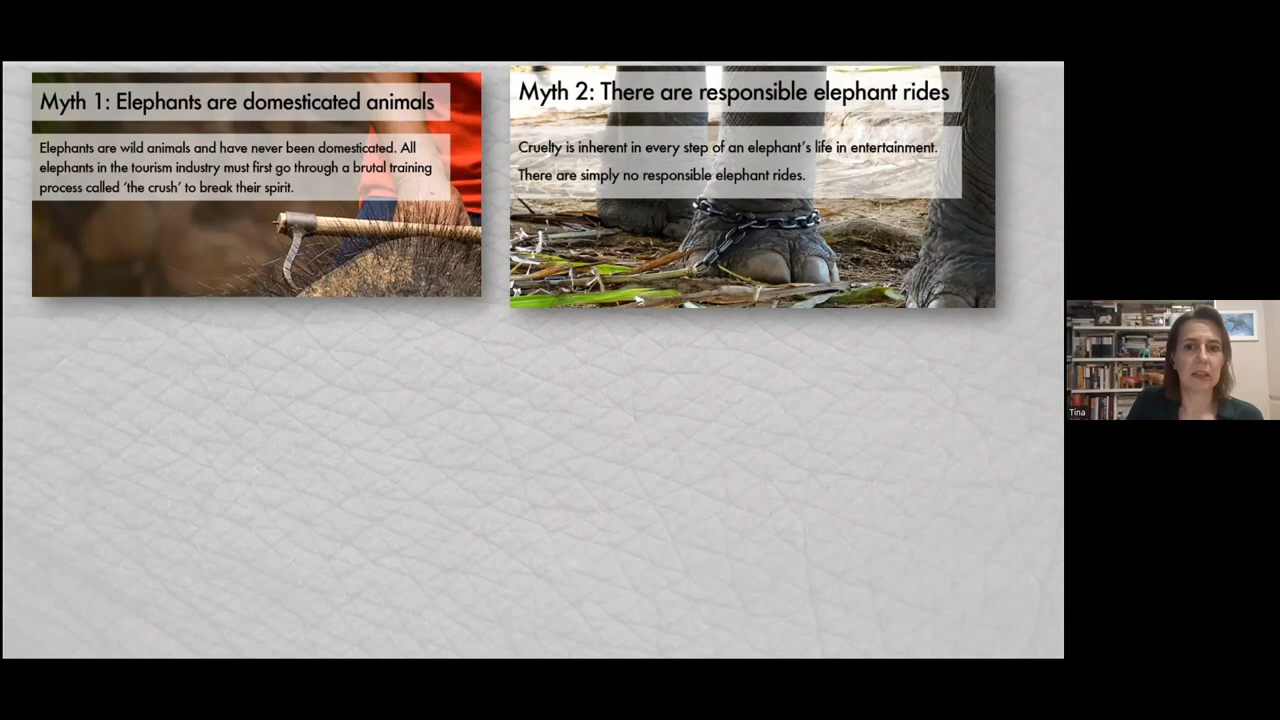 Myth 1: Elephants are domesticated animals
Elephants are wild animals and have never been domesticated. All
elephants in the tourism industry must first go through a brutal training
process called ‘the crush’ to break their spirit.
Myth 2: There are responsible elephant rides
Cruelty is inherent in every step of an elephant’s life in entertainment.
There are simply no responsible elephant rides.
Tina